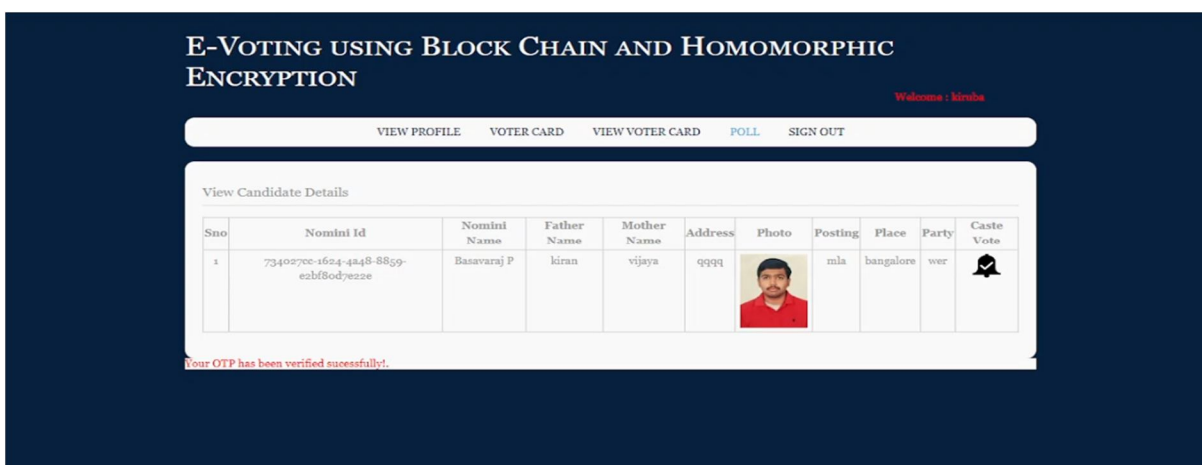 E-Voting using Block Chain and Homomorphic
Encryption
Welcome : kiruba
VIEW PROFILE VOTER CARD VIEW VOTER CARD POLL SIGN OUT
View Candidate Details
Sno Nomini Id Nomini Name Father Name Mother Name Address Photo Posting Place Party Caste Vote
1 734027cc-1624-4a48-8859-e2bf80d7e22e Basavaraj P kiran vijaya qqqq mla bangalore wer
Your OTP has been verified sucessfully!.